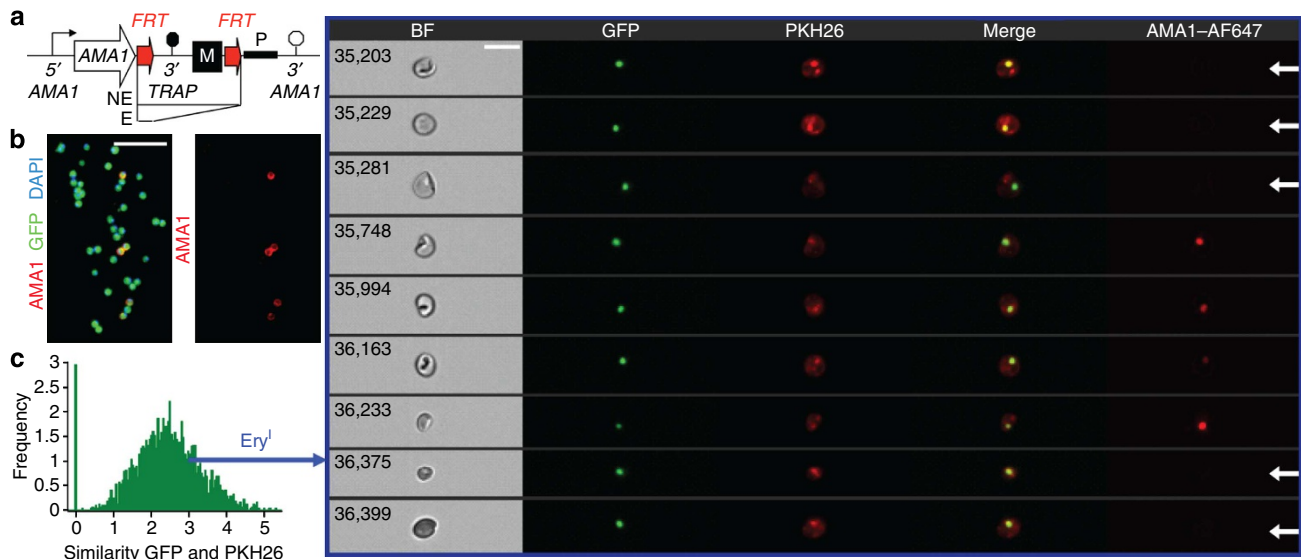 a
FRT FRT
P
AMA1 M
5′ 3′ 3′
AMA1 TRAP AMA1
NE
E
b
AMA1 GFP DAPI
AMA1
c
3
2.5
2
1.5
1
0.5
0
Frequency
Eryᴵ
0 1 2 3 4 5
Similarity GFP and PKH26
BF GFP PKH26 Merge AMA1–AF647
35,203
35,229
35,281
35,748
35,994
36,163
36,233
36,375
36,399